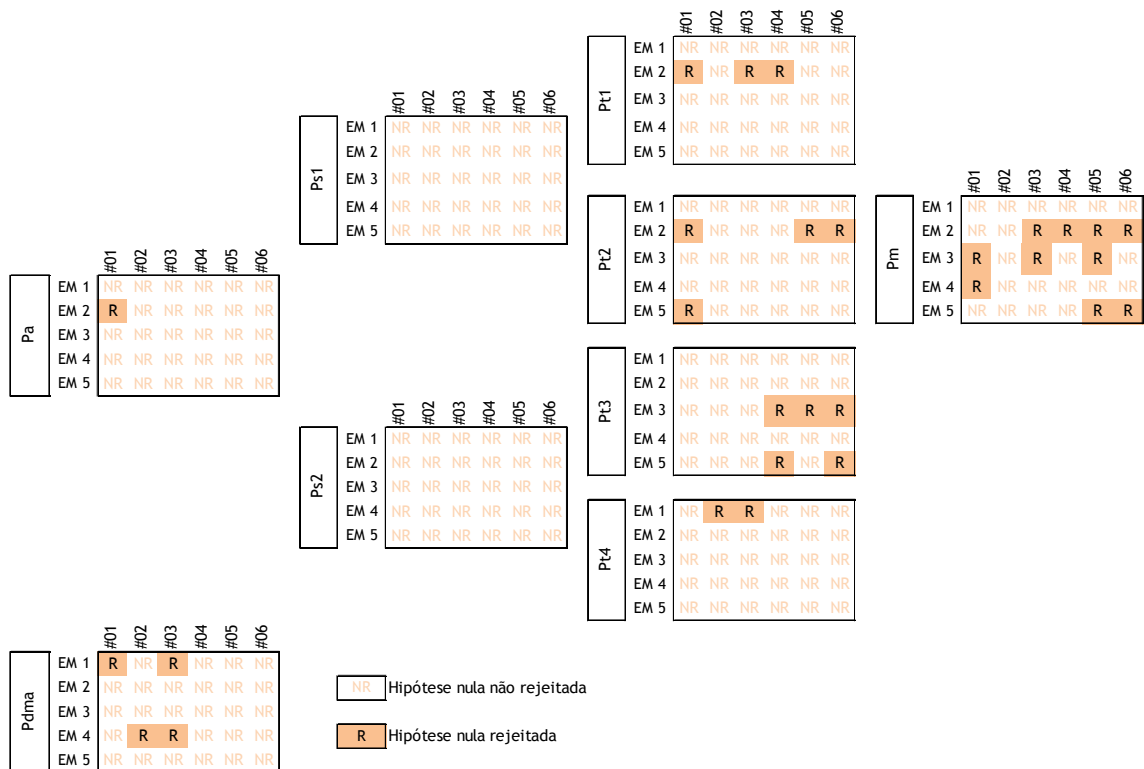 Pa
#01 #02 #03 #04 #05 #06
EM 1 NR NR NR NR NR NR
EM 2 R NR NR NR NR NR
EM 3 NR NR NR NR NR NR
EM 4 NR NR NR NR NR NR
EM 5 NR NR NR NR NR NR
Pdma
#01 #02 #03 #04 #05 #06
EM 1 R NR R NR NR NR
EM 2 NR NR NR NR NR NR
EM 3 NR NR NR NR NR NR
EM 4 NR R R NR NR NR
EM 5 NR NR NR NR NR NR
Ps1
#01 #02 #03 #04 #05 #06
EM 1 NR NR NR NR NR NR
EM 2 NR NR NR NR NR NR
EM 3 NR NR NR NR NR NR
EM 4 NR NR NR NR NR NR
EM 5 NR NR NR NR NR NR
Ps2
#01 #02 #03 #04 #05 #06
EM 1 NR NR NR NR NR NR
EM 2 NR NR NR NR NR NR
EM 3 NR NR NR NR NR NR
EM 4 NR NR NR NR NR NR
EM 5 NR NR NR NR NR NR
Pt1
#01 #02 #03 #04 #05 #06
EM 1 NR NR NR NR NR NR
EM 2 R NR R R NR NR
EM 3 NR NR NR NR NR NR
EM 4 NR NR NR NR NR NR
EM 5 NR NR NR NR NR NR
Pt2
EM 1 NR NR NR NR NR NR
EM 2 R NR NR NR R R
EM 3 NR NR NR NR NR NR
EM 4 NR NR NR NR NR NR
EM 5 R NR NR NR NR NR
Pt3
EM 1 NR NR NR NR NR NR
EM 2 NR NR NR NR NR NR
EM 3 NR NR NR R R R
EM 4 NR NR NR NR NR NR
EM 5 NR NR NR R NR R
Pt4
EM 1 NR R R NR NR NR
EM 2 NR NR NR NR NR NR
EM 3 NR NR NR NR NR NR
EM 4 NR NR NR NR NR NR
EM 5 NR NR NR NR NR NR
Pm
#01 #02 #03 #04 #05 #06
EM 1 NR NR NR NR NR NR
EM 2 NR NR R R R R
EM 3 R NR R NR R NR
EM 4 R NR NR NR NR NR
EM 5 NR NR NR NR R R
NR Hipótese nula não rejeitada
R Hipótese nula rejeitada